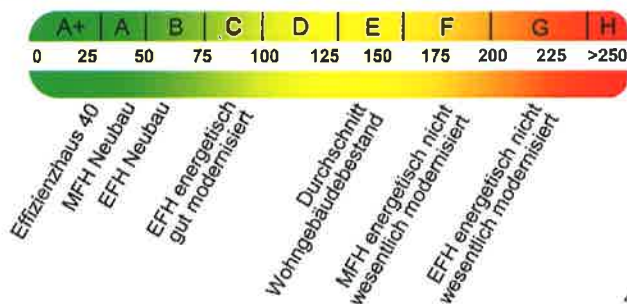 A+ A B C D E F G H
0 25 50 75 100 125 150 175 200 225 >250
Effizienzhaus 40
MFH Neubau
EFH Neubau
EFH energetisch
gut modernisiert
Durchschnitt
Wohngebäudebestand
MFH energetisch nicht
wesentlich modernisiert
EFH energetisch nicht
wesentlich modernisiert